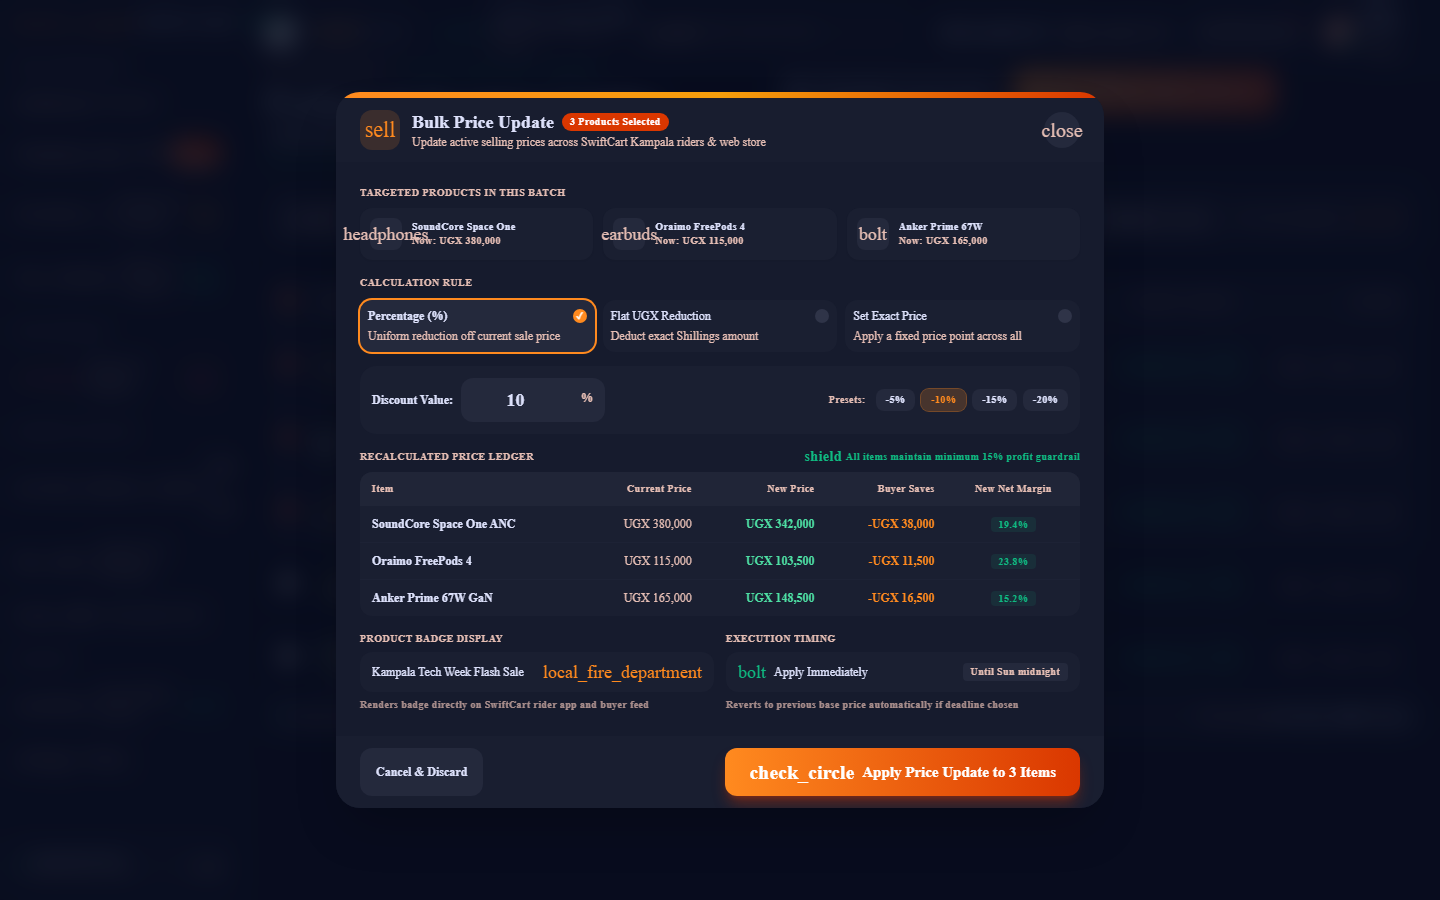 sell
Bulk Price Update
3 Products Selected
Update active selling prices across SwiftCart Kampala riders & web store
close
TARGETED PRODUCTS IN THIS BATCH
headphones
SoundCore Space One
Now: UGX 380,000
earbuds
Oraimo FreePods 4
Now: UGX 115,000
bolt
Anker Prime 67W
Now: UGX 165,000
CALCULATION RULE
Percentage (%)
Uniform reduction off current sale price
Flat UGX Reduction
Deduct exact Shillings amount
Set Exact Price
Apply a fixed price point across all
Discount Value: 10 %
Presets: -5% -10% -15% -20%
RECALCULATED PRICE LEDGER
shield All items maintain minimum 15% profit guardrail
Item Current Price New Price Buyer Saves New Net Margin
SoundCore Space One ANC UGX 380,000 UGX 342,000 -UGX 38,000 19.4%
Oraimo FreePods 4 UGX 115,000 UGX 103,500 -UGX 11,500 23.8%
Anker Prime 67W GaN UGX 165,000 UGX 148,500 -UGX 16,500 15.2%
PRODUCT BADGE DISPLAY
Kampala Tech Week Flash Sale local_fire_department
Renders badge directly on SwiftCart rider app and buyer feed
EXECUTION TIMING
bolt Apply Immediately Until Sun midnight
Reverts to previous base price automatically if deadline chosen
Cancel & Discard
check_circle Apply Price Update to 3 Items